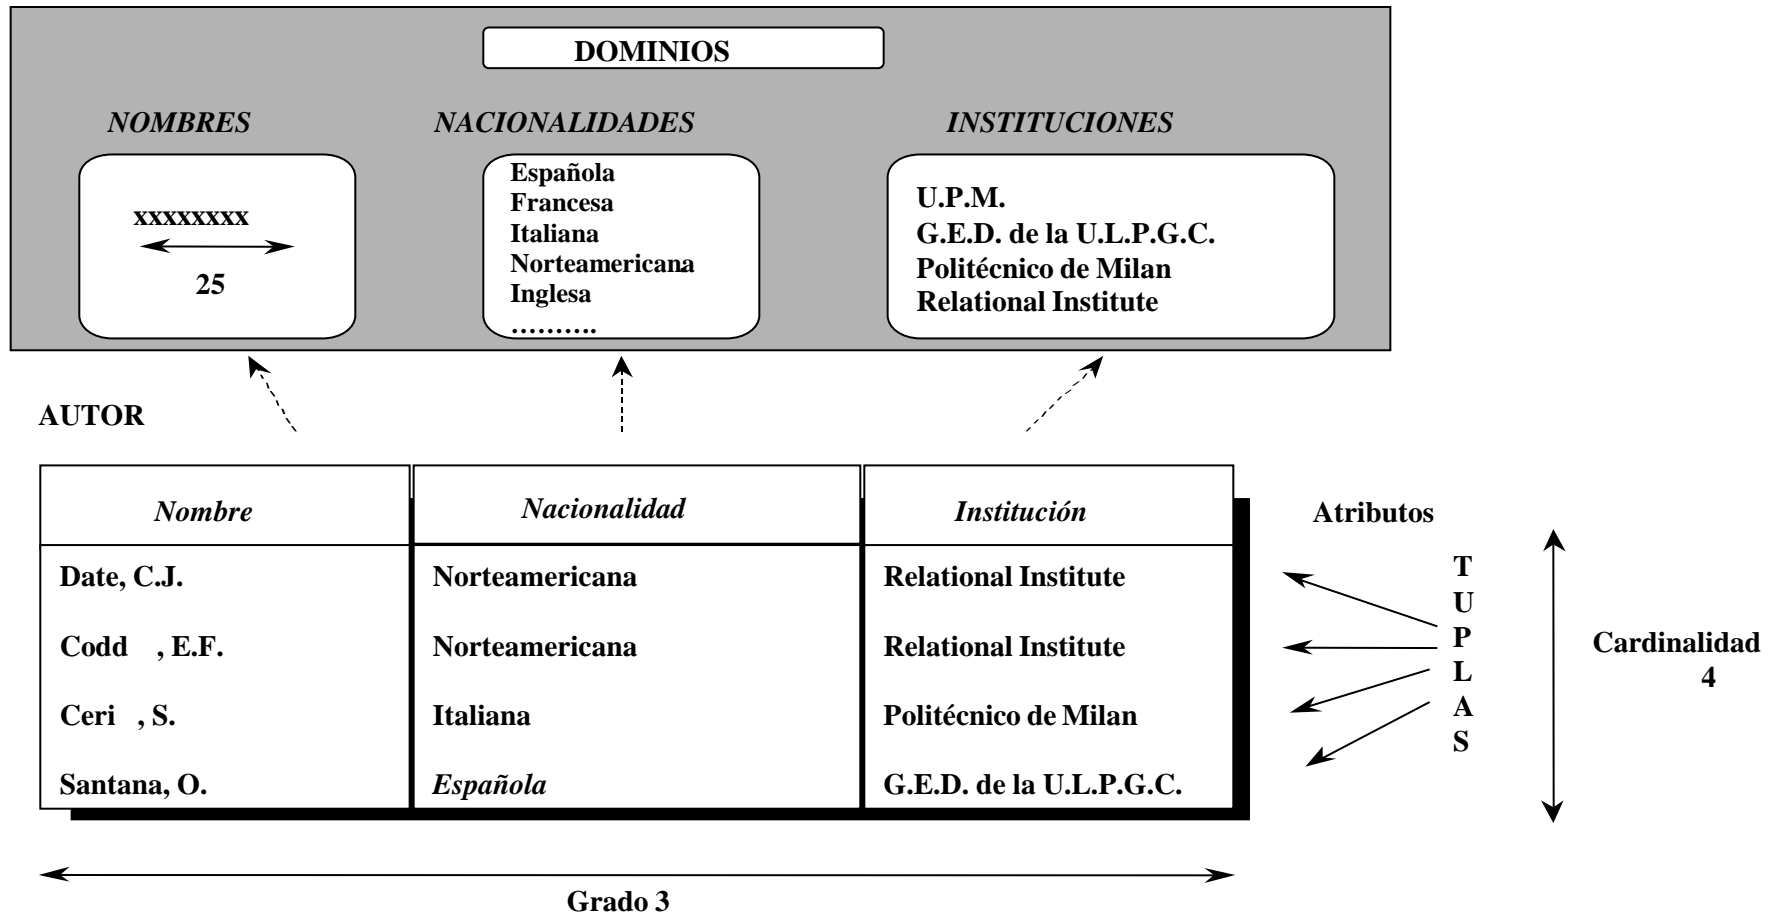 DOMINIOS
NOMBRES NACIONALIDADES INSTITUCIONES
xxxxxxxx
25
Española
Francesa
Italiana
Norteamericana
Inglesa
……….
U.P.M.
G.E.D. de la U.L.P.G.C.
Politécnico de Milan
Relational Institute
AUTOR
Nombre Nacionalidad Institución Atributos
Date, C.J. Norteamericana Relational Institute
Codd , E.F. Norteamericana Relational Institute
Ceri , S. Italiana Politécnico de Milan
Santana, O. Española G.E.D. de la U.L.P.G.C.
T
U
P
L
A
S
Cardinalidad
4
Grado 3